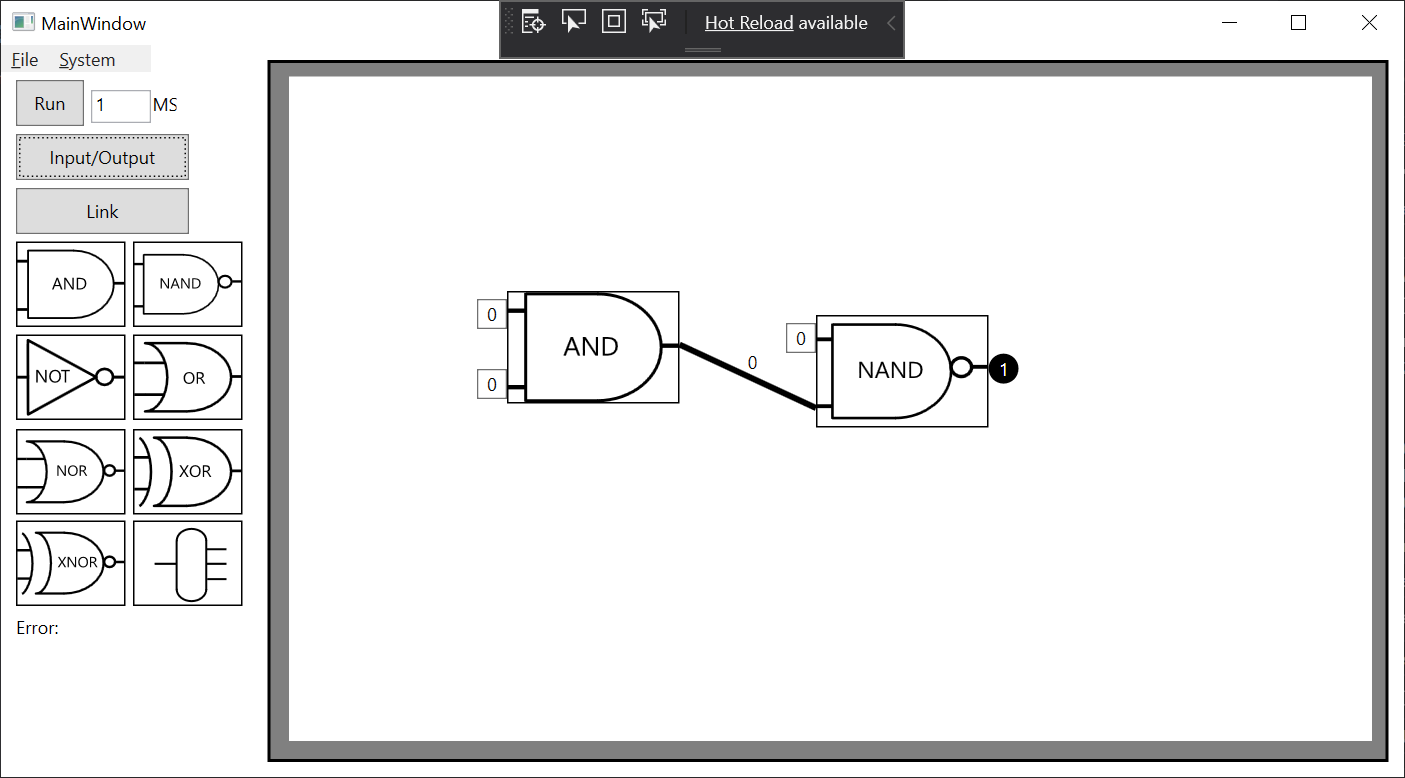 MainWindow
Hot Reload available
File System
Run 1 MS
Input/Output
Link
AND NAND
NOT OR
NOR XOR
XNOR
Error:
0
0
AND
0
0
NAND
1